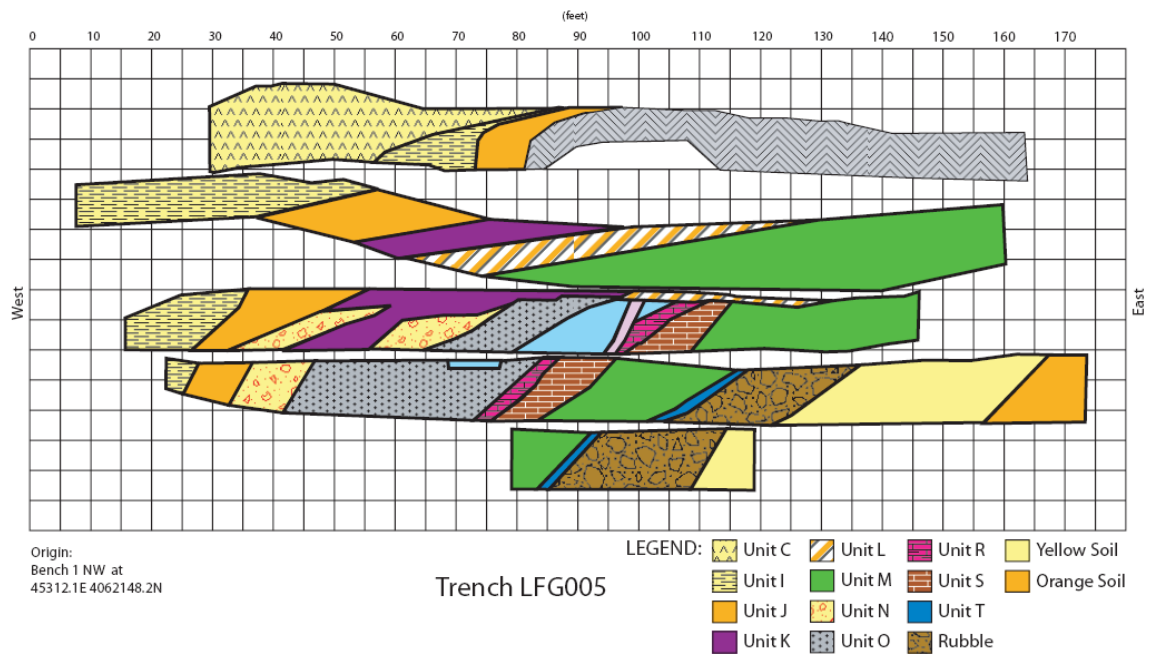 (feet)
0 10 20 30 40 50 60 70 80 90 100 110 120 130 140 150 160 170
West
East
Origin:
Bench 1 NW at
45312.1E 4062148.2N
Trench LFG005
LEGEND:
Unit C
Unit L
Unit R
Yellow Soil
Unit I
Unit M
Unit S
Orange Soil
Unit J
Unit N
Unit T
Unit K
Unit O
Rubble